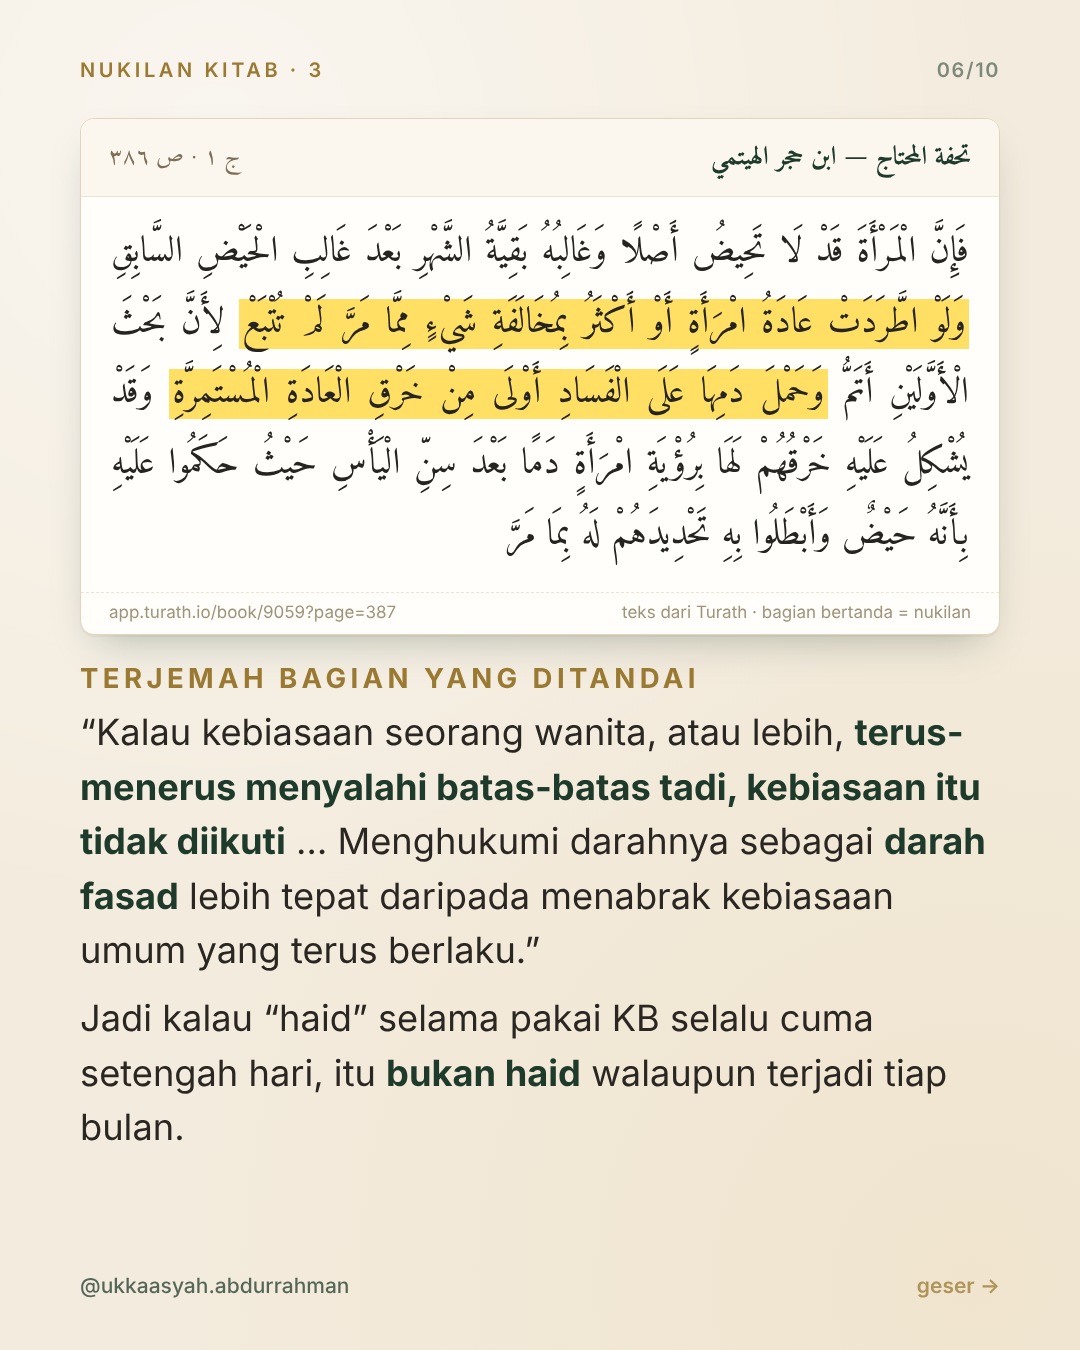 NUKILAN KITAB · 3
06/10
تحفة المحتاج — ابن حجر الهيتمي
ج ١ · ص ٣٨٦
فَإِنَّ الْمَرْأَةَ قَدْ لَا تَحِيضُ أَصْلًا وَغَالِبُهُ بَقِيَّةُ الشَّهْرِ بَعْدَ غَالِبِ الْحَيْضِ السَّابِقِ
وَلَوْ اطَّرَدَتْ عَادَةُ امْرَأَةٍ أَوْ أَكْثَرُ بِمُخَالَفَةِ شَيْءٍ مِمَّا مَرَّ لَمْ تُتْبَعْ لِأَنَّ بَحْثَ
الْأَوَّلَيْنِ أَتَمُّ وَحَمْلَ دَمِهَا عَلَى الْفَسَادِ أَوْلَى مِنْ خَرْقِ الْعَادَةِ الْمُسْتَمِرَّةِ وَقَدْ
يُشْكِلُ عَلَيْهِ خَرْقُهُمْ لَهَا بِرُؤْيَةِ امْرَأَةٍ دَمًا بَعْدَ سِنِّ الْيَأْسِ حَيْثُ حَكَمُوا عَلَيْهِ
بِأَنَّهُ حَيْضٌ وَأَبْطَلُوا بِهِ تَحْدِيدَهُمْ لَهُ بِمَا مَرَّ
app.turath.io/book/9059?page=387
teks dari Turath · bagian bertanda = nukilan
TERJEMAH BAGIAN YANG DITANDAI
“Kalau kebiasaan seorang wanita, atau lebih, terus-
menerus menyalahi batas-batas tadi, kebiasaan itu
tidak diikuti ... Menghukumi darahnya sebagai darah
fasad lebih tepat daripada menabrak kebiasaan
umum yang terus berlaku.”
Jadi kalau “haid” selama pakai KB selalu cuma
setengah hari, itu bukan haid walaupun terjadi tiap
bulan.
@ukkaasyah.abdurrahman
geser →